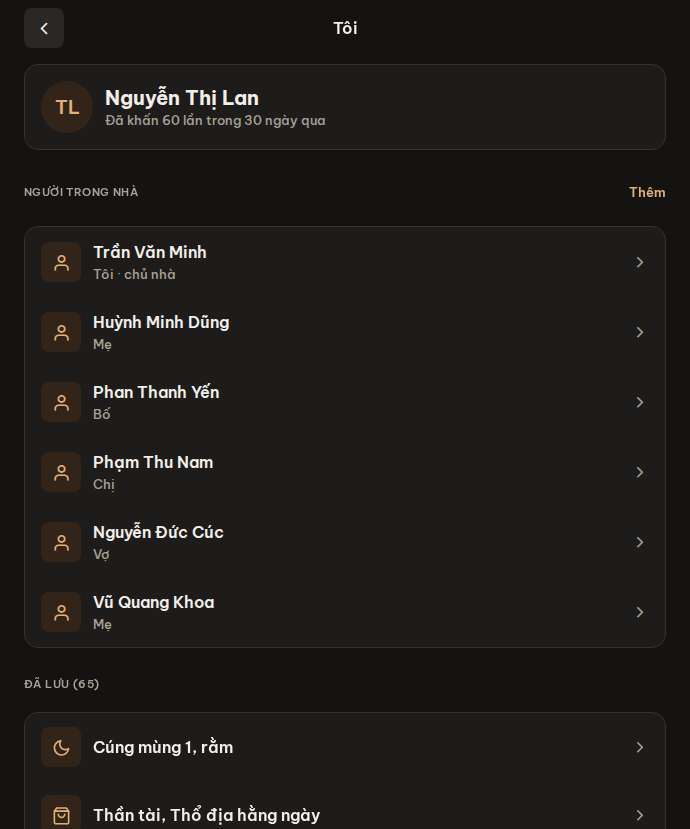 Tôi
TL
Nguyễn Thị Lan
Đã khấn 60 lần trong 30 ngày qua
NGƯỜI TRONG NHÀ
Thêm
Trần Văn Minh
Tôi · chủ nhà
Huỳnh Minh Dũng
Mẹ
Phan Thanh Yến
Bố
Phạm Thu Nam
Chị
Nguyễn Đức Cúc
Vợ
Vũ Quang Khoa
Mẹ
ĐÃ LƯU (65)
Cúng mùng 1, rằm
Thần tài, Thổ địa hằng ngày